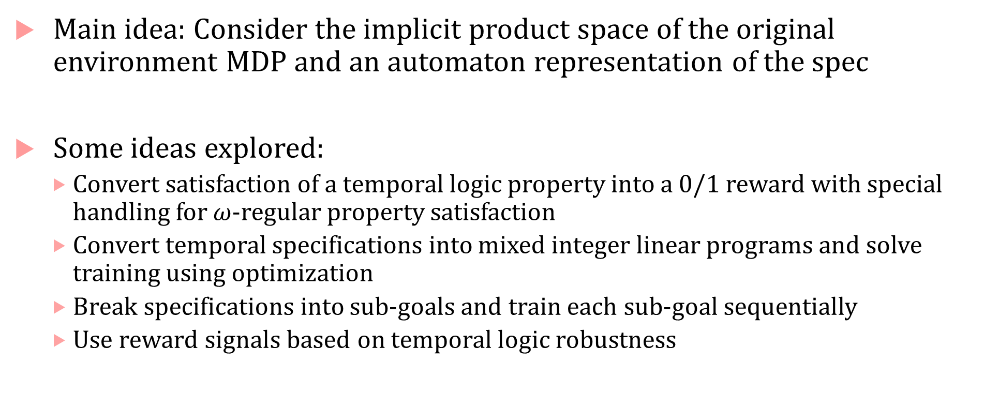 Main idea: Consider the implicit product space of the original
environment MDP and an automaton representation of the spec
Some ideas explored:
Convert satisfaction of a temporal logic property into a 0/1 reward with special
handling for ω-regular property satisfaction
Convert temporal specifications into mixed integer linear programs and solve
training using optimization
Break specifications into sub-goals and train each sub-goal sequentially
Use reward signals based on temporal logic robustness